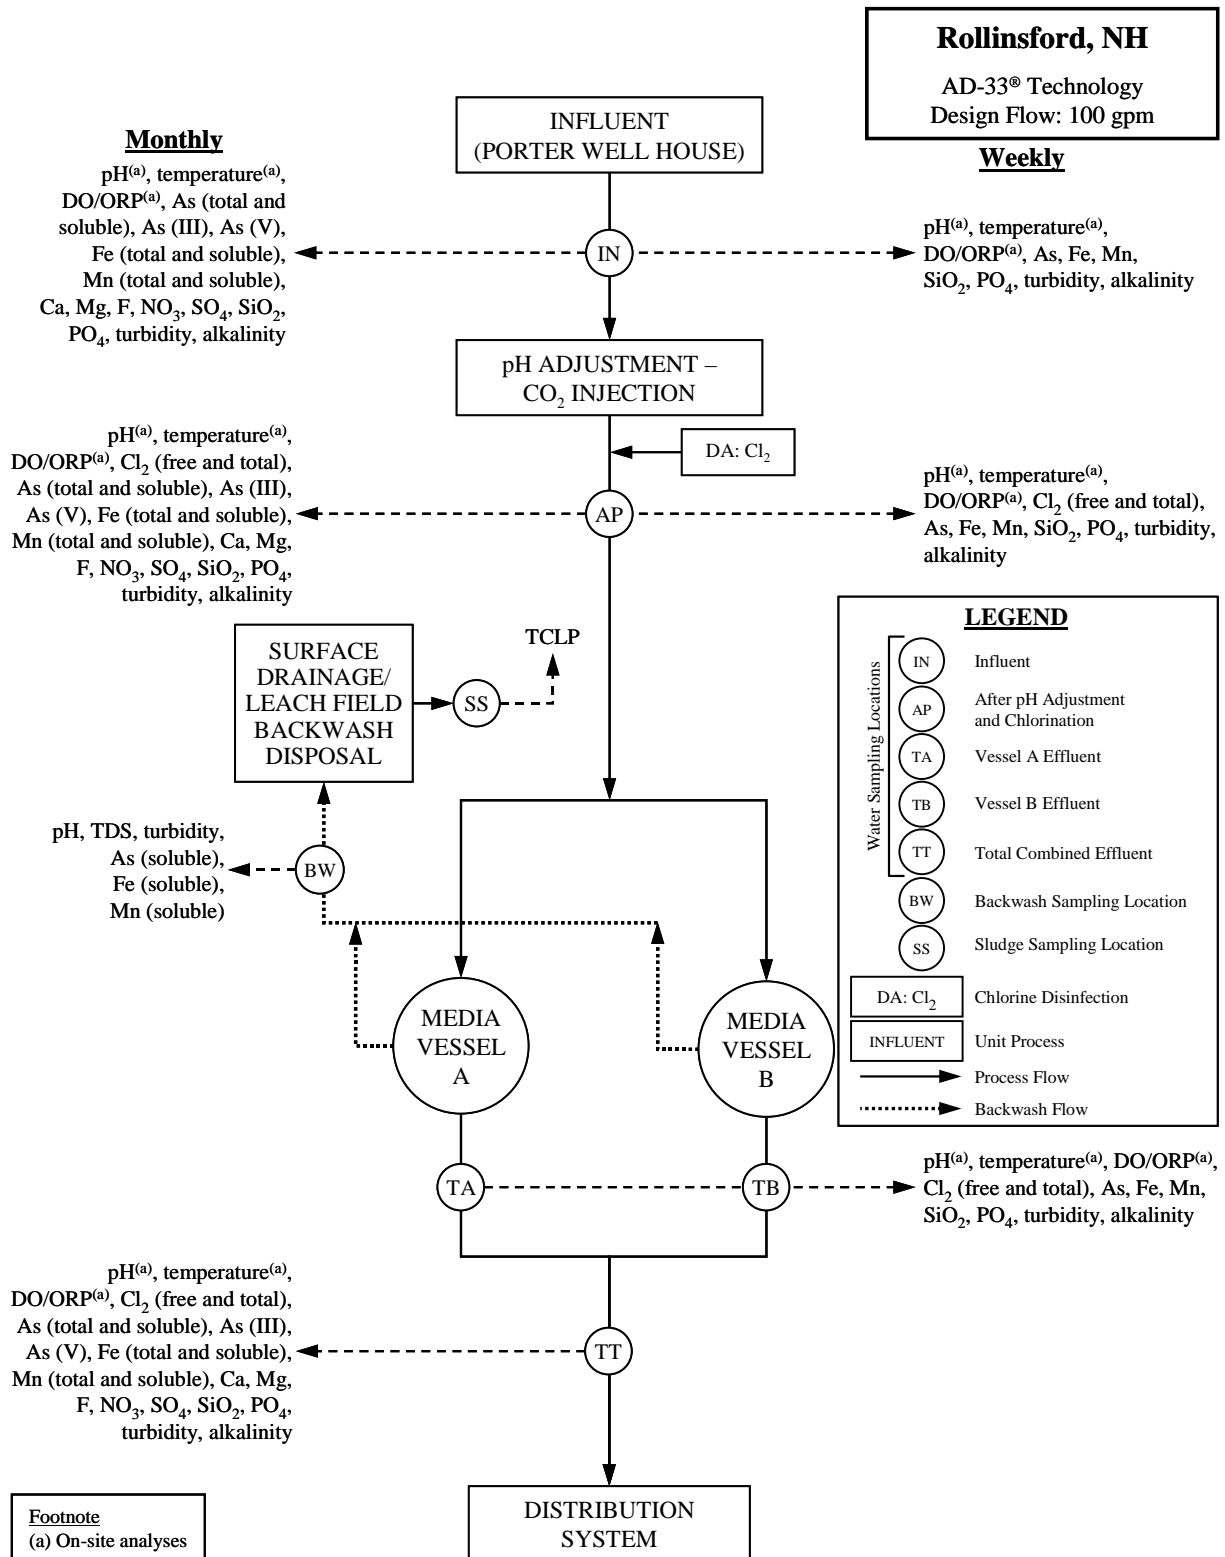 Rollinsford, NH
AD-33® Technology
Design Flow: 100 gpm
INFLUENT
(PORTER WELL HOUSE)
Monthly
pH(a), temperature(a),
DO/ORP(a), As (total and
soluble), As (III), As (V),
Fe (total and soluble),
Mn (total and soluble),
Ca, Mg, F, NO3, SO4, SiO2,
PO4, turbidity, alkalinity
IN
Weekly
pH(a), temperature(a),
DO/ORP(a), As, Fe, Mn,
SiO2, PO4, turbidity, alkalinity
pH ADJUSTMENT –
CO2 INJECTION
DA: Cl2
pH(a), temperature(a),
DO/ORP(a), Cl2 (free and total),
As (total and soluble), As (III),
As (V), Fe (total and soluble),
Mn (total and soluble), Ca, Mg,
F, NO3, SO4, SiO2, PO4,
turbidity, alkalinity
AP
pH(a), temperature(a),
DO/ORP(a), Cl2 (free and total),
As, Fe, Mn, SiO2, PO4, turbidity,
alkalinity
SURFACE
DRAINAGE/
LEACH FIELD
BACKWASH
DISPOSAL
SS
TCLP
LEGEND
Water Sampling Locations
IN Influent
AP After pH Adjustment
and Chlorination
TA Vessel A Effluent
TB Vessel B Effluent
TT Total Combined Effluent
BW Backwash Sampling Location
SS Sludge Sampling Location
DA: Cl2 Chlorine Disinfection
INFLUENT Unit Process
Process Flow
Backwash Flow
pH, TDS, turbidity,
As (soluble),
Fe (soluble),
Mn (soluble)
BW
MEDIA
VESSEL
A
MEDIA
VESSEL
B
TA
TB
pH(a), temperature(a), DO/ORP(a),
Cl2 (free and total), As, Fe, Mn,
SiO2, PO4, turbidity, alkalinity
pH(a), temperature(a),
DO/ORP(a), Cl2 (free and total),
As (total and soluble), As (III),
As (V), Fe (total and soluble),
Mn (total and soluble), Ca, Mg,
F, NO3, SO4, SiO2, PO4,
turbidity, alkalinity
TT
DISTRIBUTION
SYSTEM
Footnote
(a) On-site analyses